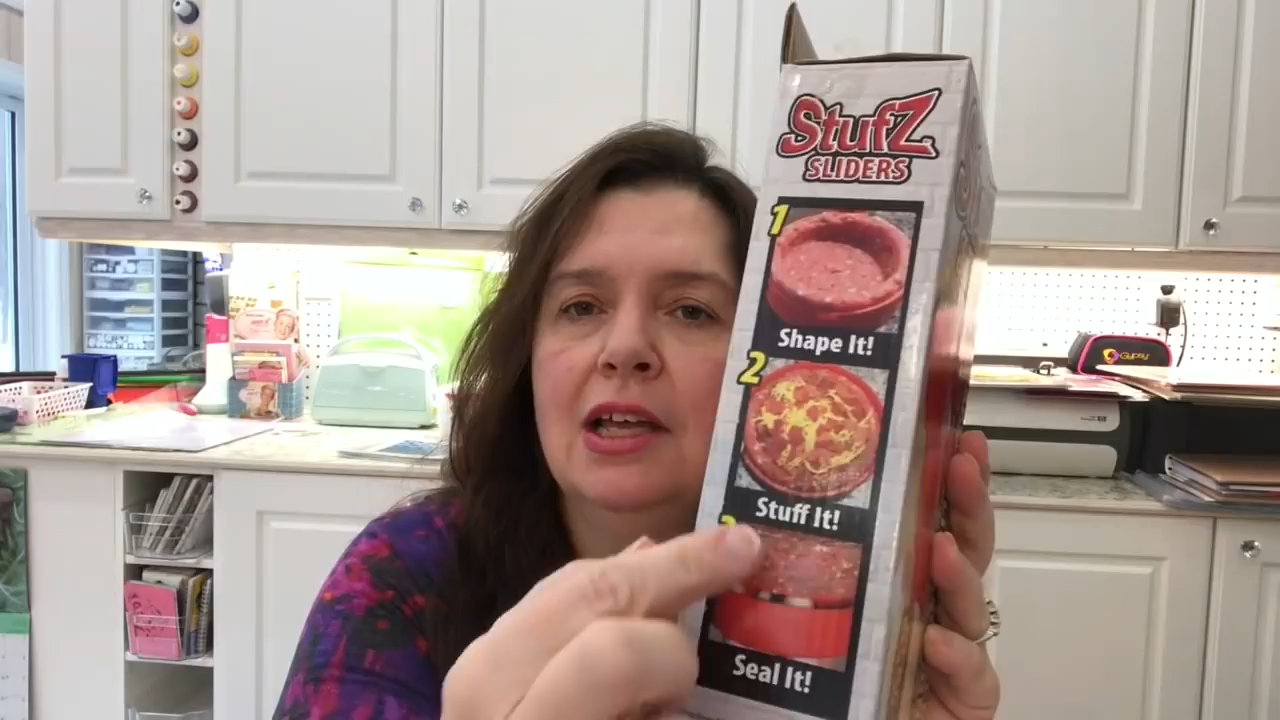 StufZ
SLIDERS
1
Shape It!
2
Stuff It!
Seal It!
GYPSY